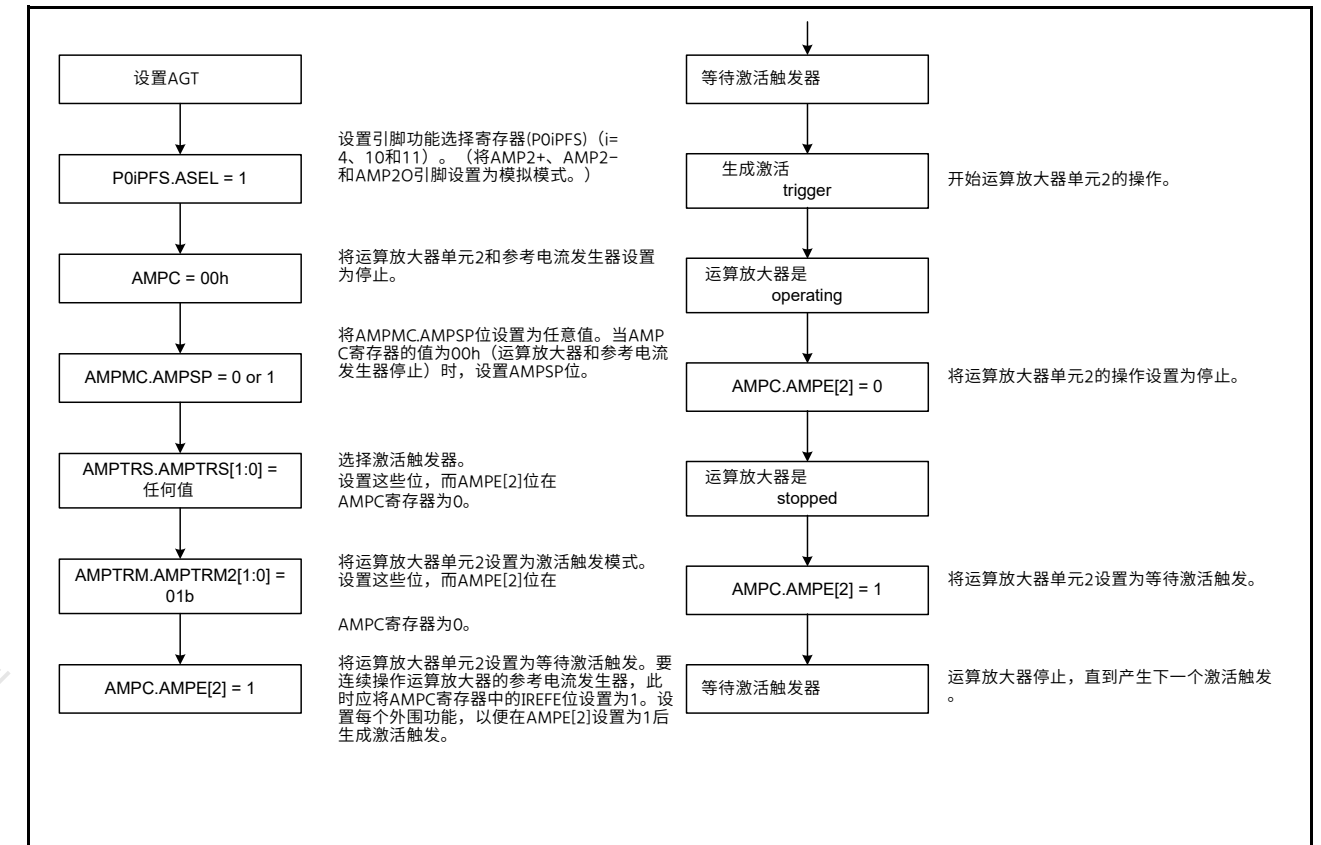 设置AGT
P0iPFS.ASEL = 1
设置引脚功能选择寄存器(P0iPFS)（i=
4、10和11）。（将AMP2+、AMP2−
和AMP2O引脚设置为模拟模式。）
AMPC = 00h
将运算放大器单元2和参考电流发生器设置
为停止。
AMPMC.AMPSP = 0 or 1
将AMPMC.AMPSP位设置为任意值。当AMP
C寄存器的值为00h（运算放大器和参考电流
发生器停止）时，设置AMPSP位。
AMPTRS.AMPTRS[1:0] =
任何值
选择激活触发器。
设置这些位，而AMPE[2]位在
AMPC寄存器为0。
AMPTRM.AMPTRM2[1:0] =
01b
将运算放大器单元2设置为激活触发模式。
设置这些位，而AMPE[2]位在
AMPC寄存器为0。
AMPC.AMPE[2] = 1
将运算放大器单元2设置为等待激活触发。要
连续操作运算放大器的参考电流发生器，此
时应将AMPC寄存器中的IREFE位设置为1。设
置每个外围功能，以便在AMPE[2]设置为1后
生成激活触发。
等待激活触发器
生成激活
trigger
开始运算放大器单元2的操作。
运算放大器是
operating
AMPC.AMPE[2] = 0
将运算放大器单元2的操作设置为停止。
运算放大器是
stopped
AMPC.AMPE[2] = 1
将运算放大器单元2设置为等待激活触发。
等待激活触发器
运算放大器停止，直到产生下一个激活触发
。